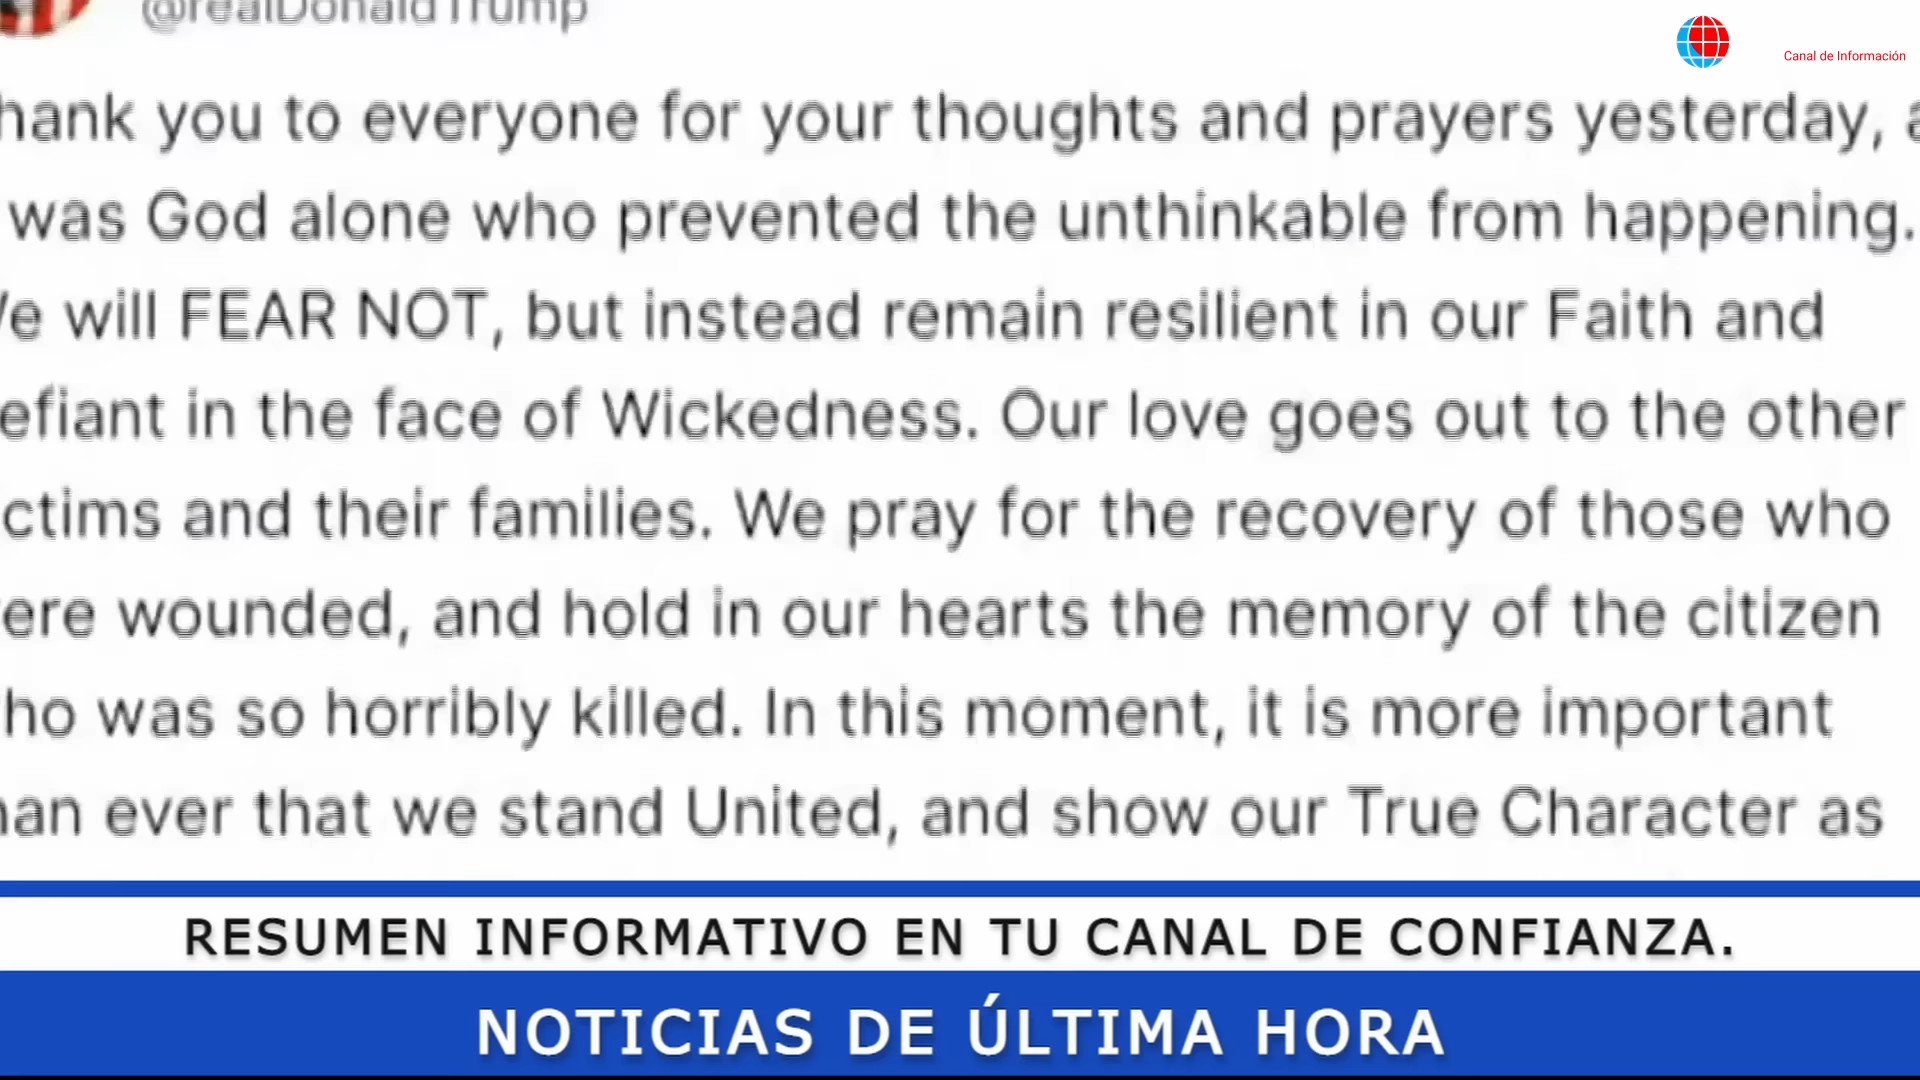 @realDonaldTrump
Canal de Información
hank you to everyone for your thoughts and prayers yesterday, a
was God alone who prevented the unthinkable from happening.
e will FEAR NOT, but instead remain resilient in our Faith and
efiant in the face of Wickedness. Our love goes out to the other
ctims and their families. We pray for the recovery of those who
ere wounded, and hold in our hearts the memory of the citizen
ho was so horribly killed. In this moment, it is more important
an ever that we stand United, and show our True Character as
RESUMEN INFORMATIVO EN TU CANAL DE CONFIANZA.
NOTICIAS DE ÚLTIMA HORA